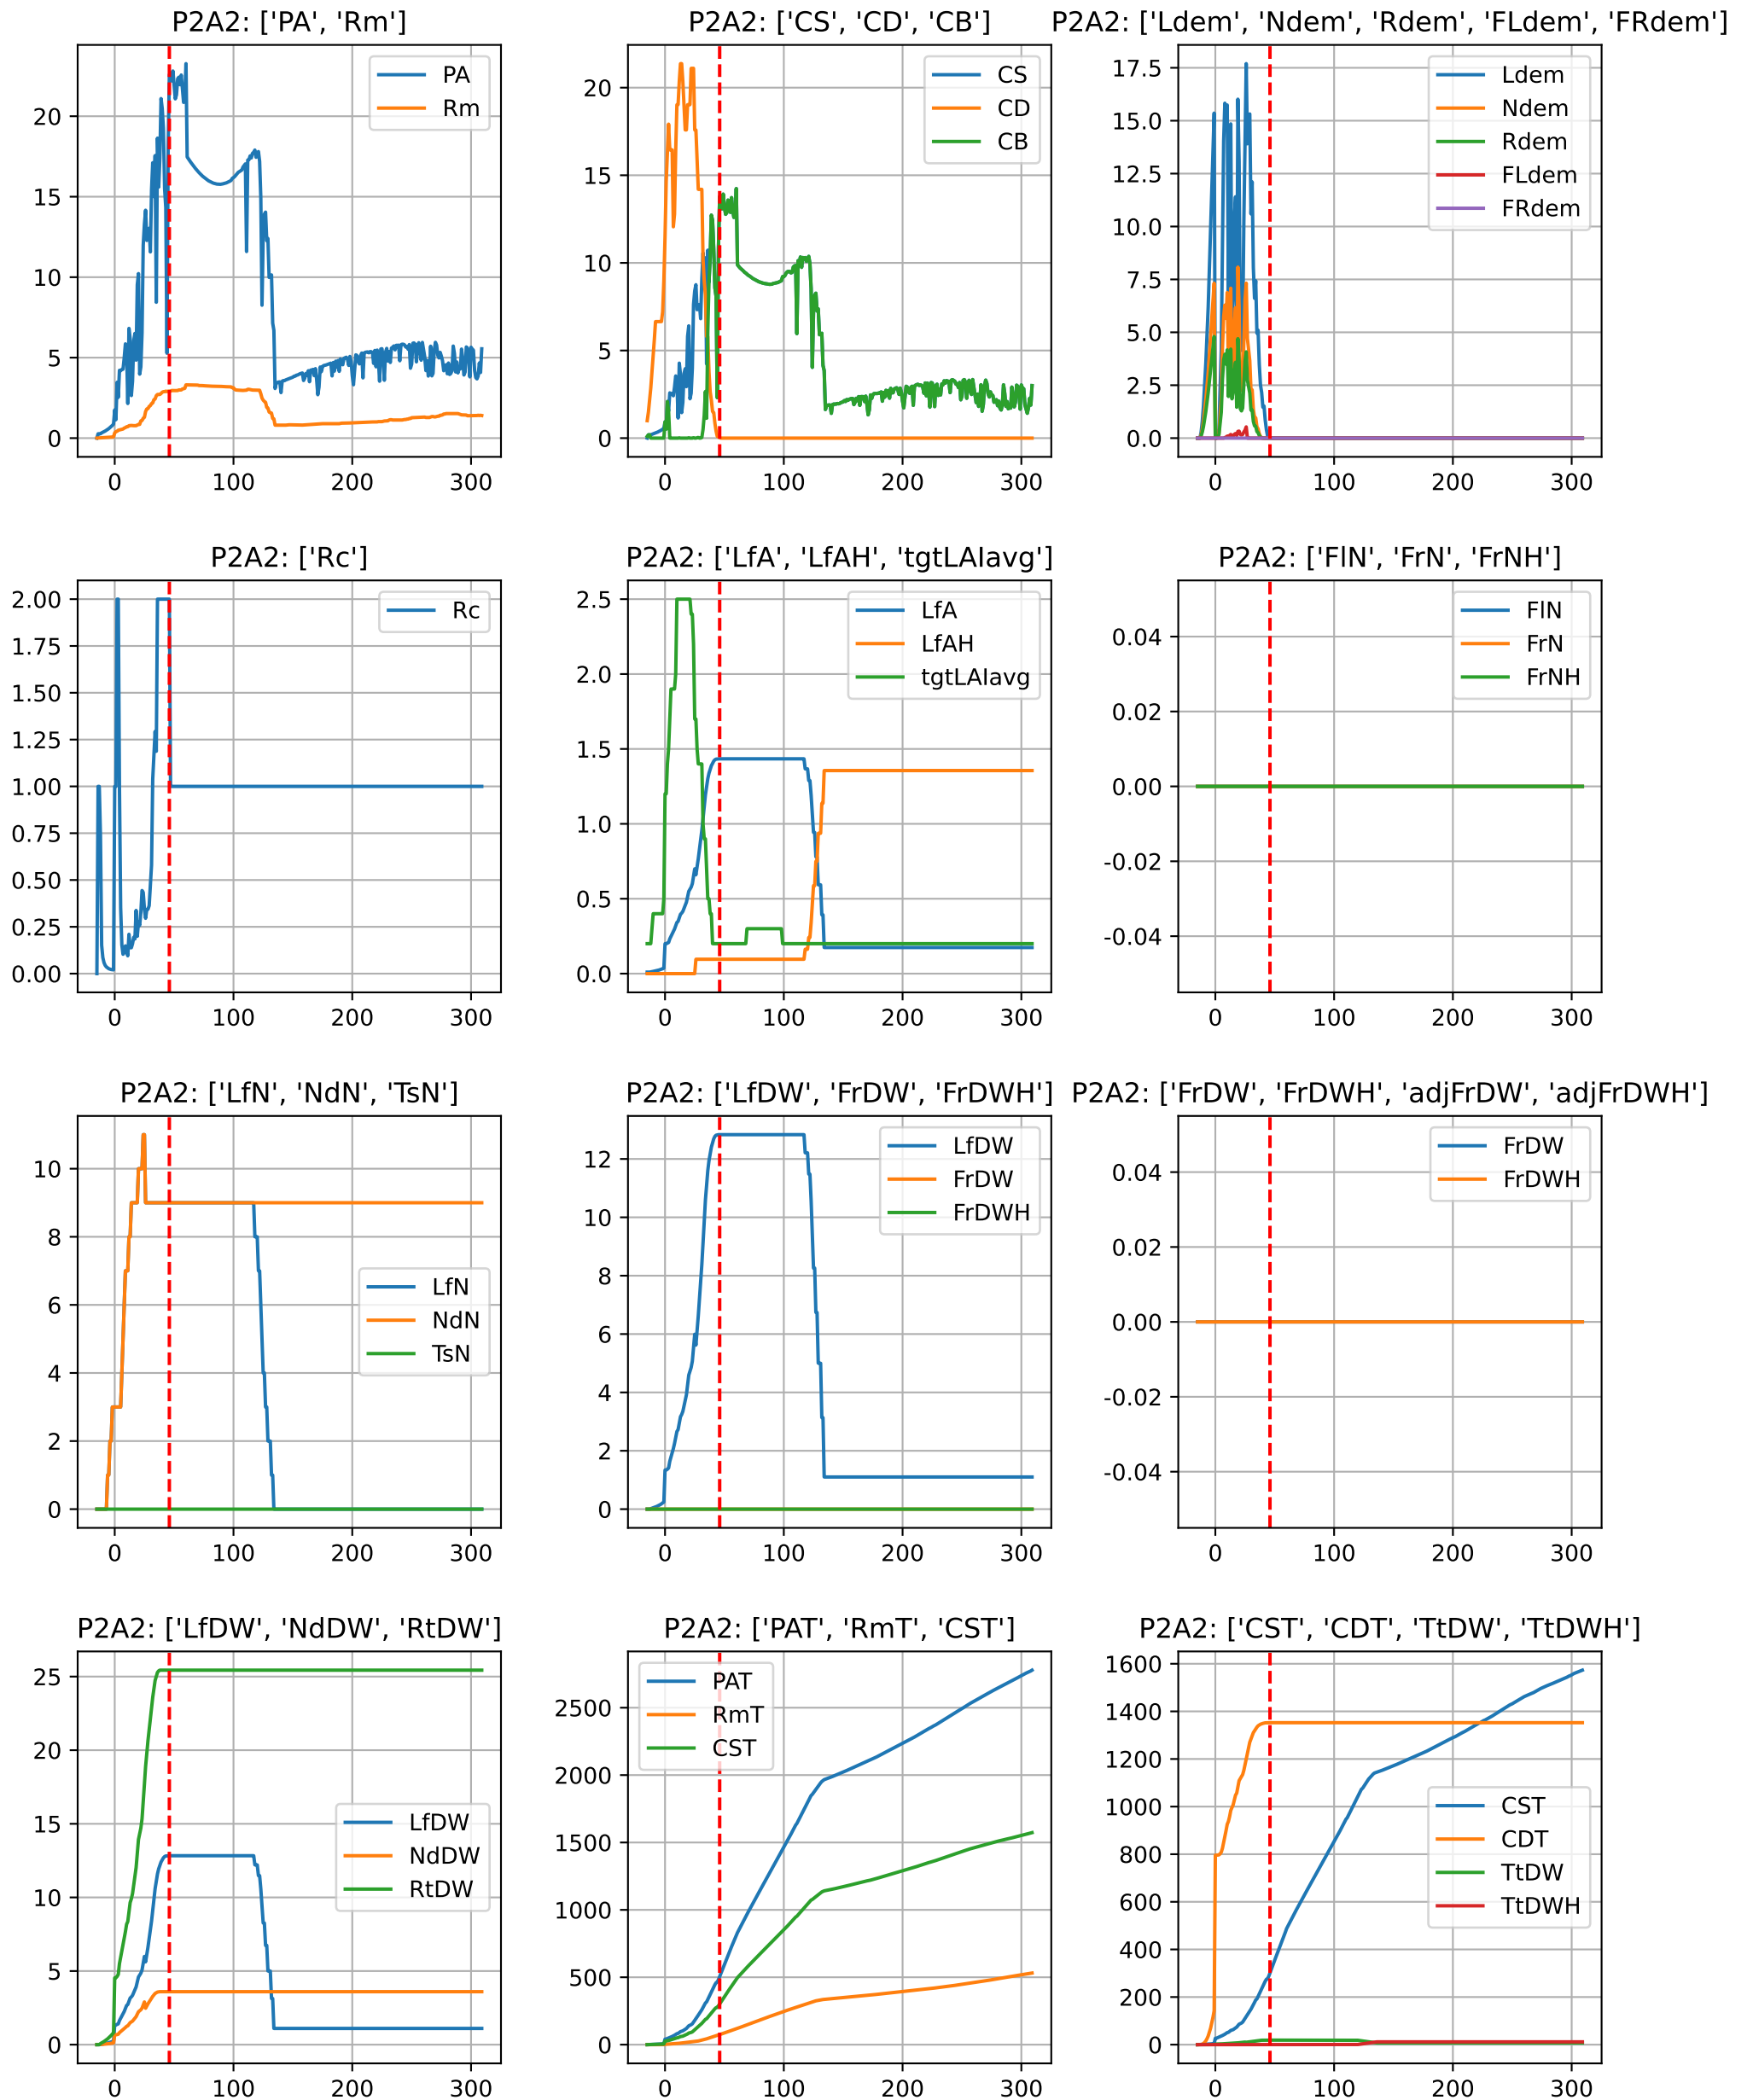 P2A2: ['PA', 'Rm']
PA
Rm
20
15
10
5
0
0 100 200 300
P2A2: ['CS', 'CD', 'CB']
CS
CD
CB
20
15
10
5
0
0 100 200 300
P2A2: ['Ldem', 'Ndem', 'Rdem', 'FLdem', 'FRdem']
Ldem
Ndem
Rdem
FLdem
FRdem
17.5
15.0
12.5
10.0
7.5
5.0
2.5
0.0
0 100 200 300
P2A2: ['Rc']
Rc
2.00
1.75
1.50
1.25
1.00
0.75
0.50
0.25
0.00
0 100 200 300
P2A2: ['LfA', 'LfAH', 'tgtLAIavg']
LfA
LfAH
tgtLAIavg
2.5
2.0
1.5
1.0
0.5
0.0
0 100 200 300
P2A2: ['FlN', 'FrN', 'FrNH']
FlN
FrN
FrNH
0.04
0.02
0.00
-0.02
-0.04
0 100 200 300
P2A2: ['LfN', 'NdN', 'TsN']
LfN
NdN
TsN
10
8
6
4
2
0
0 100 200 300
P2A2: ['LfDW', 'FrDW', 'FrDWH']
LfDW
FrDW
FrDWH
12
10
8
6
4
2
0
0 100 200 300
P2A2: ['FrDW', 'FrDWH', 'adjFrDW', 'adjFrDWH']
FrDW
FrDWH
0.04
0.02
0.00
-0.02
-0.04
0 100 200 300
P2A2: ['LfDW', 'NdDW', 'RtDW']
LfDW
NdDW
RtDW
25
20
15
10
5
0
0 100 200 300
P2A2: ['PAT', 'RmT', 'CST']
PAT
RmT
CST
2500
2000
1500
1000
500
0
0 100 200 300
P2A2: ['CST', 'CDT', 'TtDW', 'TtDWH']
CST
CDT
TtDW
TtDWH
1600
1400
1200
1000
800
600
400
200
0
0 100 200 300